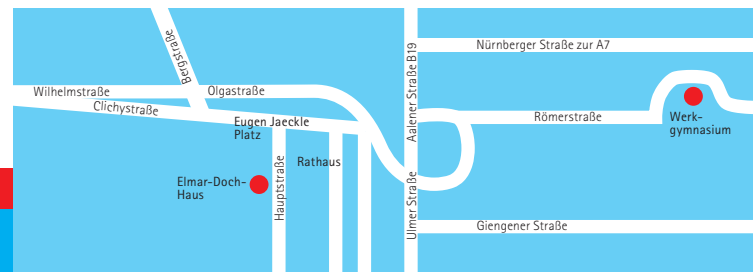 Nürnberger Straße zur A7
Bergstraße
Aalener Straße B19
Wilhelmstraße
Olgastraße
Clichystraße
Eugen Jaeckle
Platz
Römerstraße
Werk-
gymnasium
Rathaus
Elmar-Doch-
Haus
Hauptstraße
Ulmer Straße
Giengener Straße